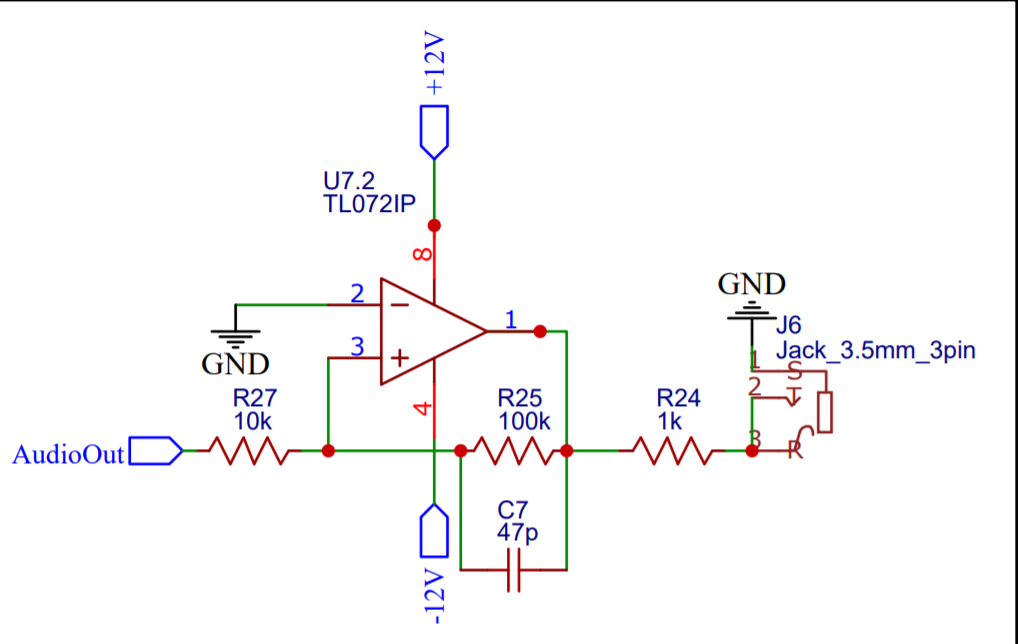 +12V
U7.2
TL072IP
8
2
−
1
3
+
GND
4
R27
10k
R25
100k
R24
1k
AudioOut
C7
47p
-12V
GND
J6
Jack_3.5mm_3pin
1
S
2
T
3
R